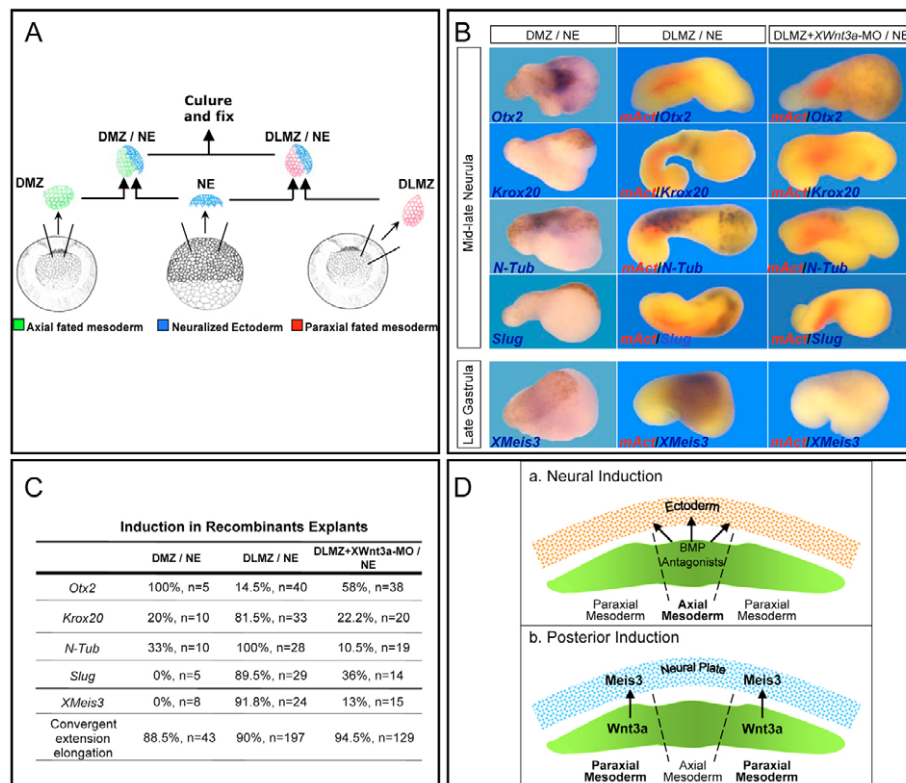 A
Culure
and fix
DMZ / NE
DLMZ / NE
DMZ
NE
DLMZ
Axial fated mesoderm
Neuralized Ectoderm
Paraxial fated mesoderm
B
DMZ / NE
DLMZ / NE
DLMZ+XWnt3a-MO / NE
Mid-late Neurula
Otx2
mAct/Otx2
mAct/Otx2
Krox20
mAct/Krox20
mAct/Krox20
N-Tub
mAct/N-Tub
mAct/N-Tub
Slug
mAct/Slug
mAct/Slug
Late Gastrula
XMeis3
mAct/XMeis3
mAct/XMeis3
C
Induction in Recombinants Explants
DMZ / NE
DLMZ / NE
DLMZ+XWnt3a-MO /
NE
Otx2
100%, n=5
14.5%, n=40
58%, n=38
Krox20
20%, n=10
81.5%, n=33
22.2%, n=20
N-Tub
33%, n=10
100%, n=28
10.5%, n=19
Slug
0%, n=5
89.5%, n=29
36%, n=14
XMeis3
0%, n=8
91.8%, n=24
13%, n=15
Convergent
extension
elongation
88.5%, n=43
90%, n=197
94.5%, n=129
D
a. Neural Induction
Ectoderm
BMP
Antagonists
Paraxial
Mesoderm
Axial
Mesoderm
Paraxial
Mesoderm
b. Posterior Induction
Neural Plate
Meis3
Meis3
Wnt3a
Wnt3a
Paraxial
Mesoderm
Axial
Mesoderm
Paraxial
Mesoderm